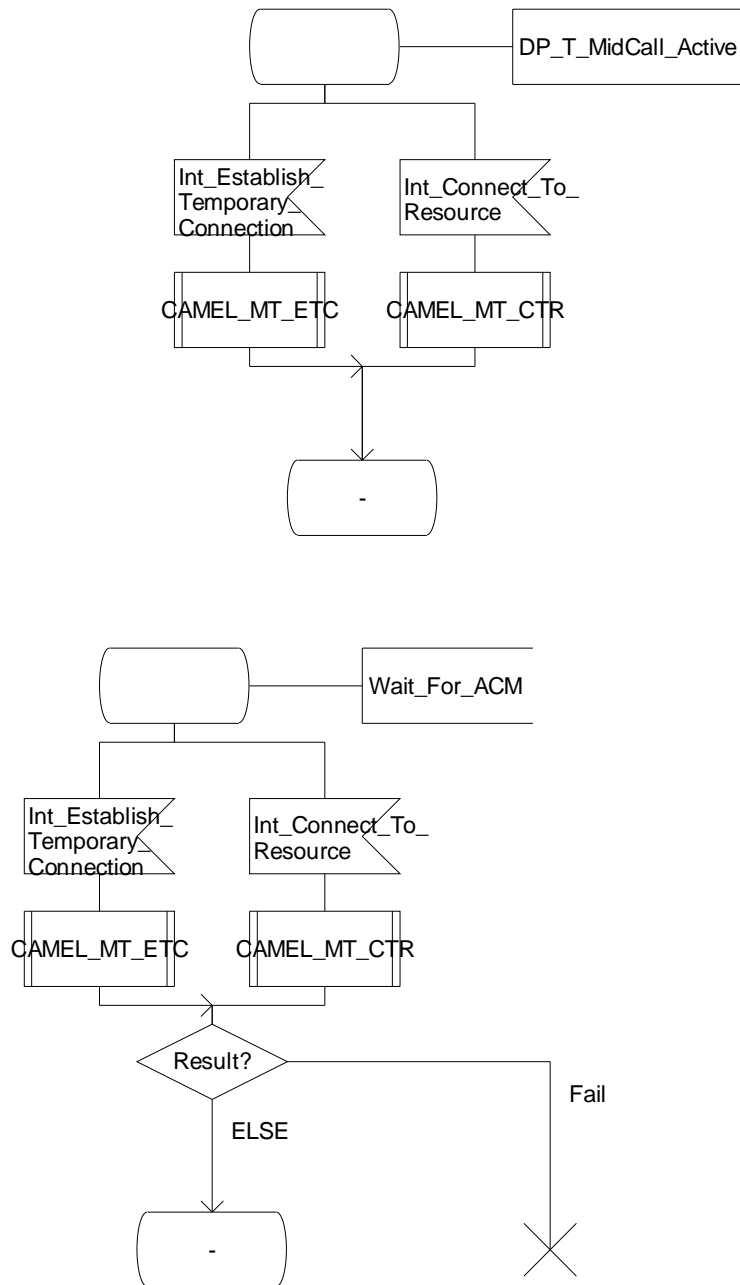 DP_T_MidCall_Active
Int_Establish_
Temporary_
Connection
Int_Connect_To_
Resource
CAMEL_MT_ETC
CAMEL_MT_CTR
-
Wait_For_ACM
Int_Establish_
Temporary_
Connection
Int_Connect_To_
Resource
CAMEL_MT_ETC
CAMEL_MT_CTR
Result?
Fail
ELSE
-